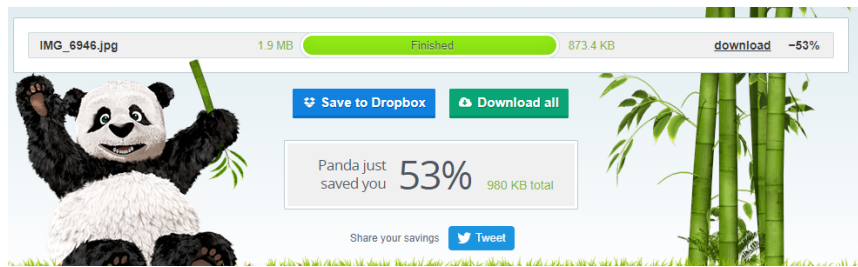 IMG_6946.jpg 1.9 MB Finished 873.4 KB download −53%
Save to Dropbox Download all
Panda just
saved you 53% 980 KB total
Share your savings Tweet